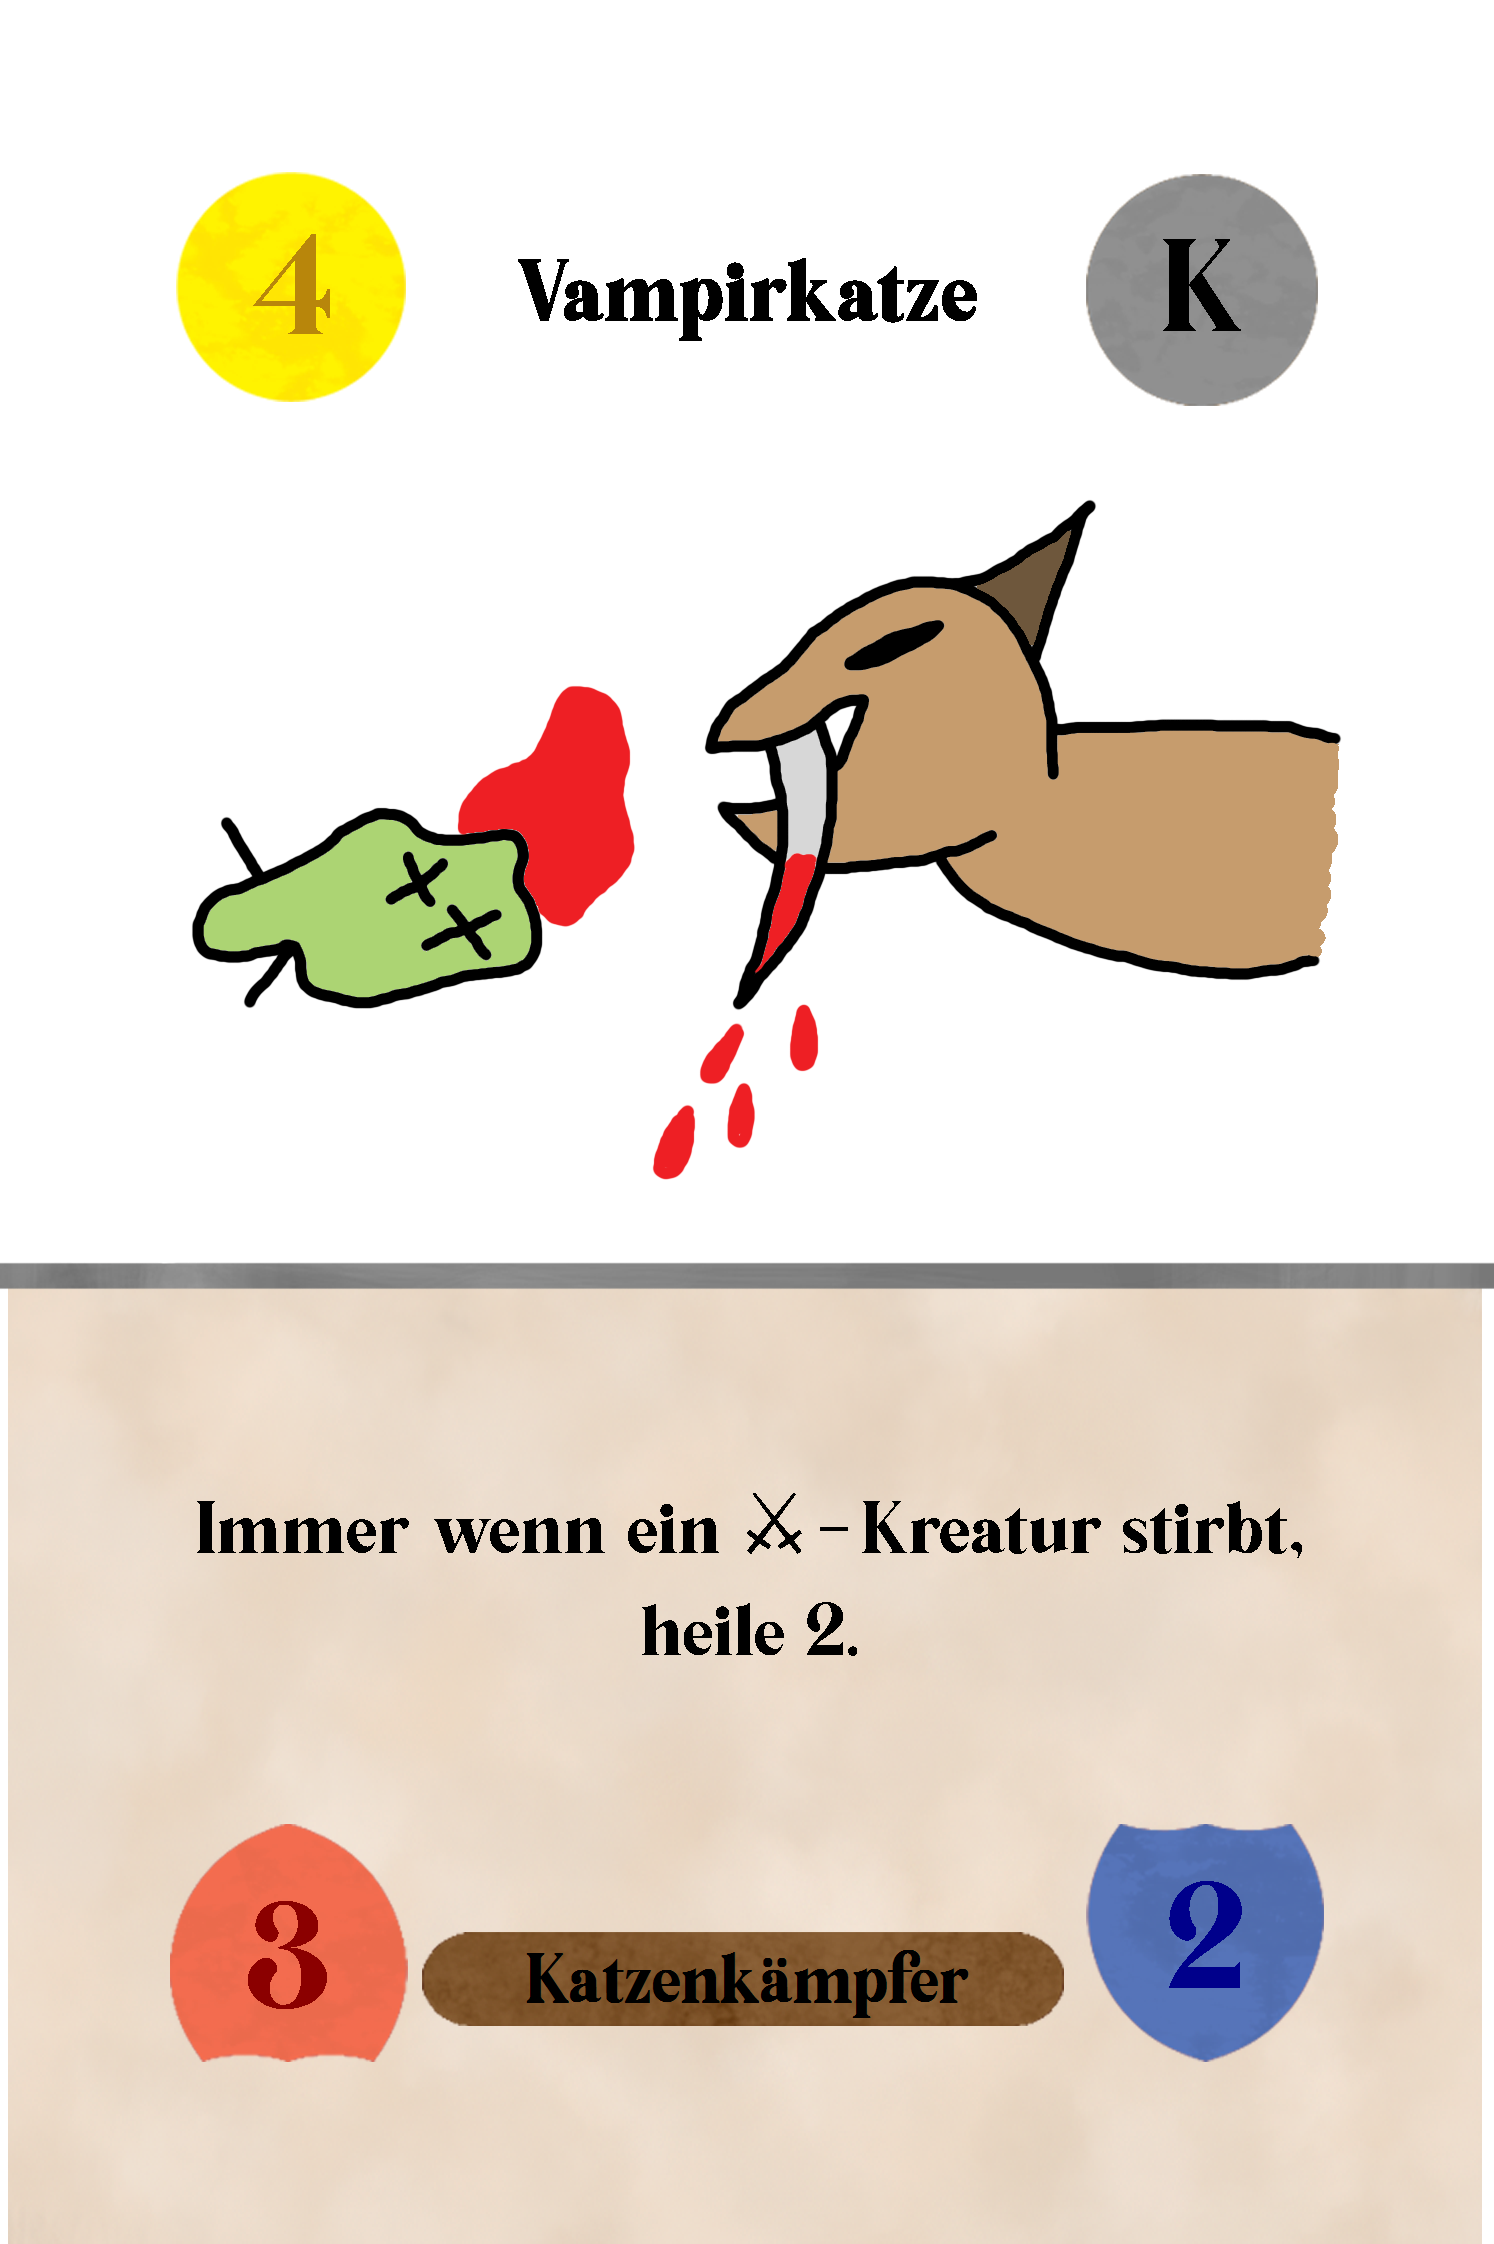 4 Vampirkatze K
Immer wenn ein ⚔-Kreatur stirbt,
heile 2.
3 Katzenkämpfer 2